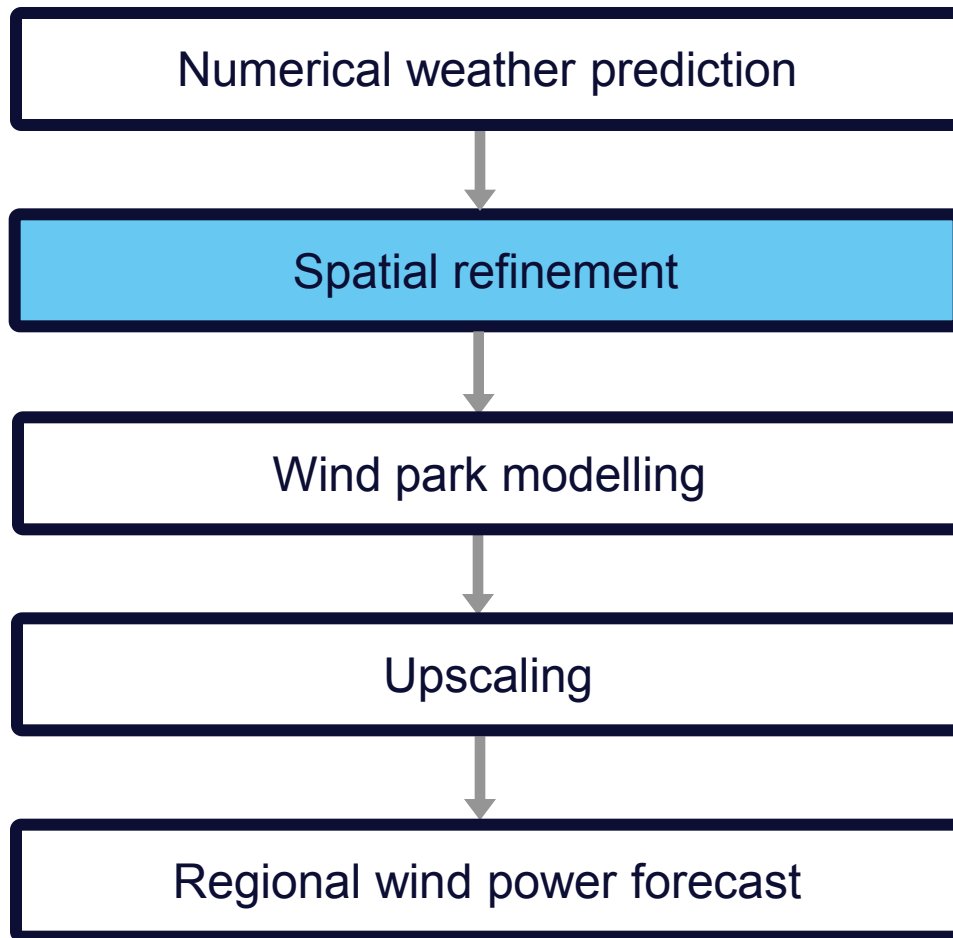 Numerical weather prediction
Spatial refinement
Wind park modelling
Upscaling
Regional wind power forecast